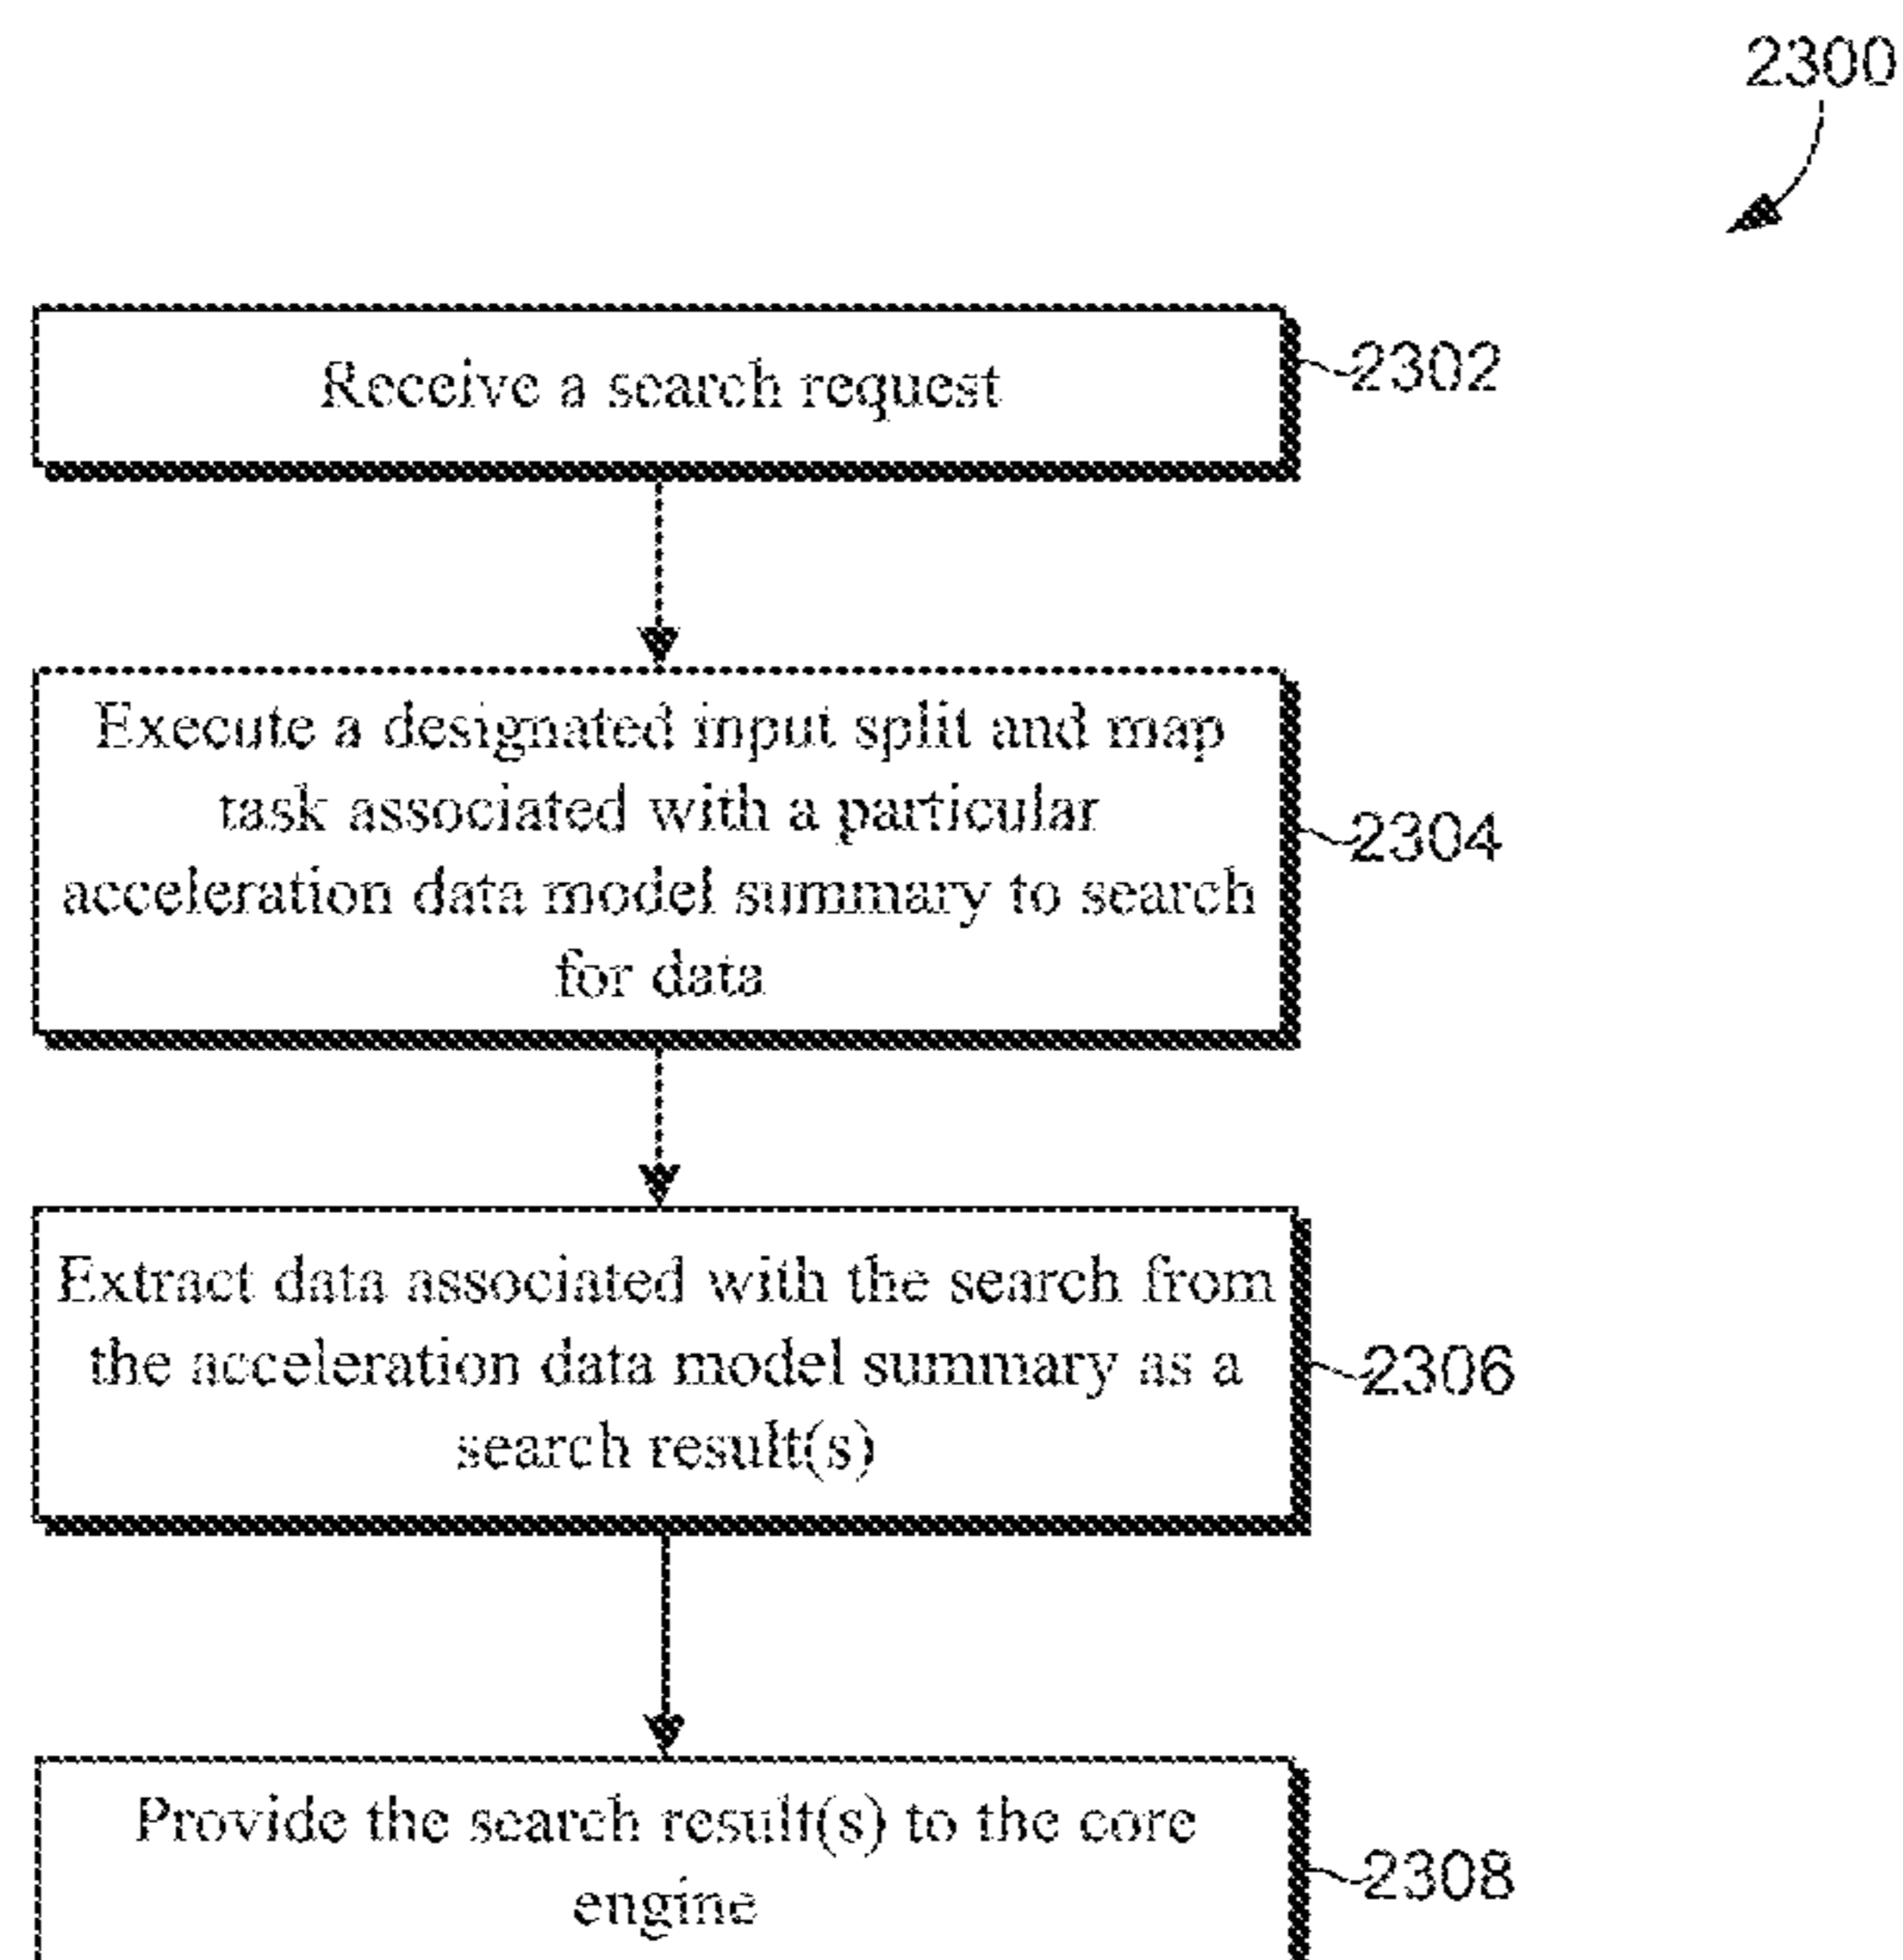 2300
Receive a search request
2302
Execute a designated input split and map
task associated with a particular
acceleration data model summary to search
for data
2304
Extract data associated with the search from
the acceleration data model summary as a
search result(s)
2306
Provide the search result(s) to the core
engine
2308